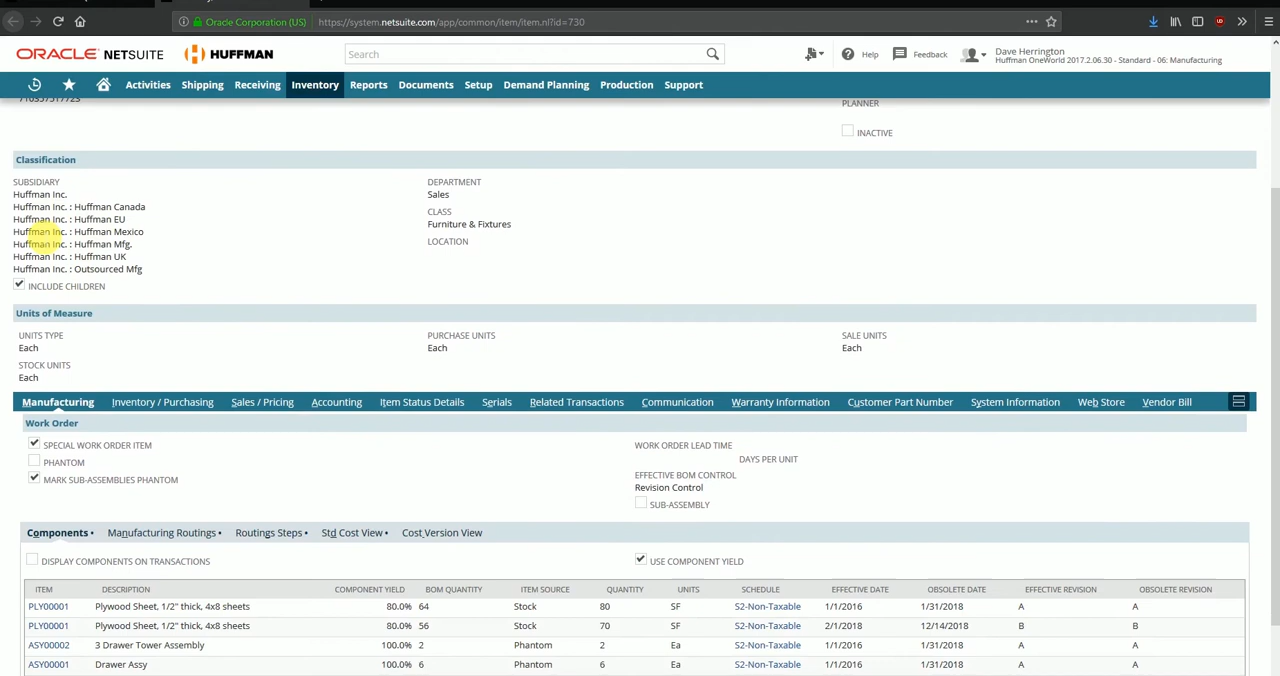 Oracle Corporation (US) https://system.netsuite.com/app/common/item/item.nl?id=730
ORACLE NETSUITE HUFFMAN Search Help Feedback Dave Herrington
Huffman OneWorld 2017.2.06.30 - Standard - 06: Manufacturing
Activities Shipping Receiving Inventory Reports Documents Setup Demand Planning Production Support
PLANNER
INACTIVE
Classification
SUBSIDIARY
Huffman Inc.
Huffman Inc. : Huffman Canada
Huffman Inc. : Huffman EU
Huffman Inc. : Huffman Mexico
Huffman Inc. : Huffman Mfg.
Huffman Inc. : Huffman UK
Huffman Inc. : Outsourced Mfg
INCLUDE CHILDREN
DEPARTMENT
Sales
CLASS
Furniture & Fixtures
LOCATION
Units of Measure
UNITS TYPE
Each
STOCK UNITS
Each
PURCHASE UNITS
Each
SALE UNITS
Each
Manufacturing Inventory / Purchasing Sales / Pricing Accounting Item Status Details Serials Related Transactions Communication Warranty Information Customer Part Number System Information Web Store Vendor Bill
Work Order
SPECIAL WORK ORDER ITEM
PHANTOM
MARK SUB-ASSEMBLIES PHANTOM
WORK ORDER LEAD TIME
DAYS PER UNIT
EFFECTIVE BOM CONTROL
Revision Control
SUB-ASSEMBLY
Components • Manufacturing Routings • Routings Steps • Std Cost View • Cost Version View
DISPLAY COMPONENTS ON TRANSACTIONS USE COMPONENT YIELD
ITEM DESCRIPTION COMPONENT YIELD BOM QUANTITY ITEM SOURCE QUANTITY UNITS SCHEDULE EFFECTIVE DATE OBSOLETE DATE EFFECTIVE REVISION OBSOLETE REVISION
PLY00001 Plywood Sheet, 1/2" thick, 4x8 sheets 80.0% 64 Stock 80 SF S2-Non-Taxable 1/1/2016 1/31/2018 A A
PLY00001 Plywood Sheet, 1/2" thick, 4x8 sheets 80.0% 56 Stock 70 SF S2-Non-Taxable 2/1/2018 12/14/2018 B B
ASY00002 3 Drawer Tower Assembly 100.0% 2 Phantom 2 Ea S2-Non-Taxable 1/1/2016 1/31/2018 A A
ASY00001 Drawer Assy 100.0% 6 Phantom 6 Ea S2-Non-Taxable 1/1/2016 1/31/2018 A A